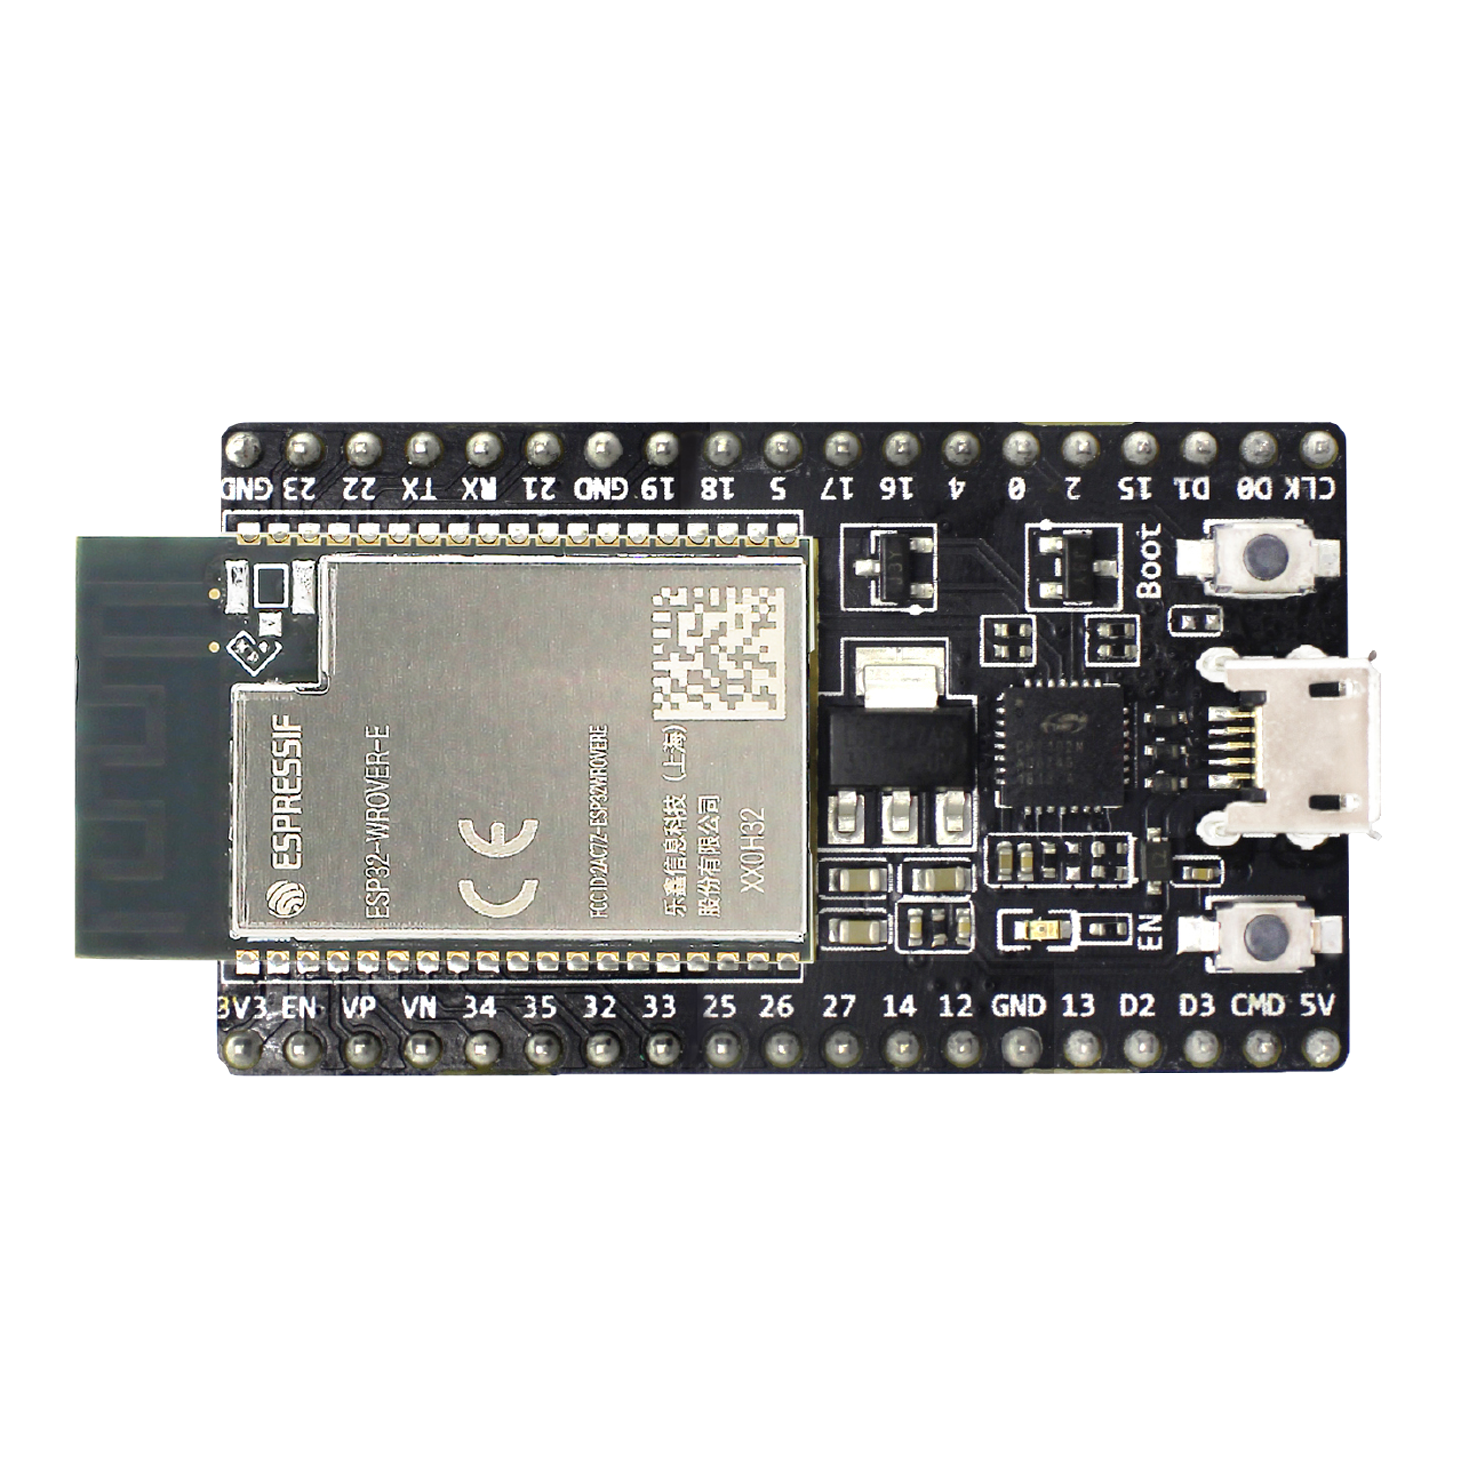 GND 23 22 TX RX 21 GND 19 18 5 17 16 4 0 2 15 D1 D0 CLK
Boot
ESPRESSIF
ESP32-WROVER-E
CE
FCC ID:2AC7Z-ESP32WROVERE
乐鑫信息科技(上海)
股份有限公司
XX0H32
EN
3V3 EN VP VN 34 35 32 33 25 26 27 14 12 GND 13 D2 D3 CMD 5V